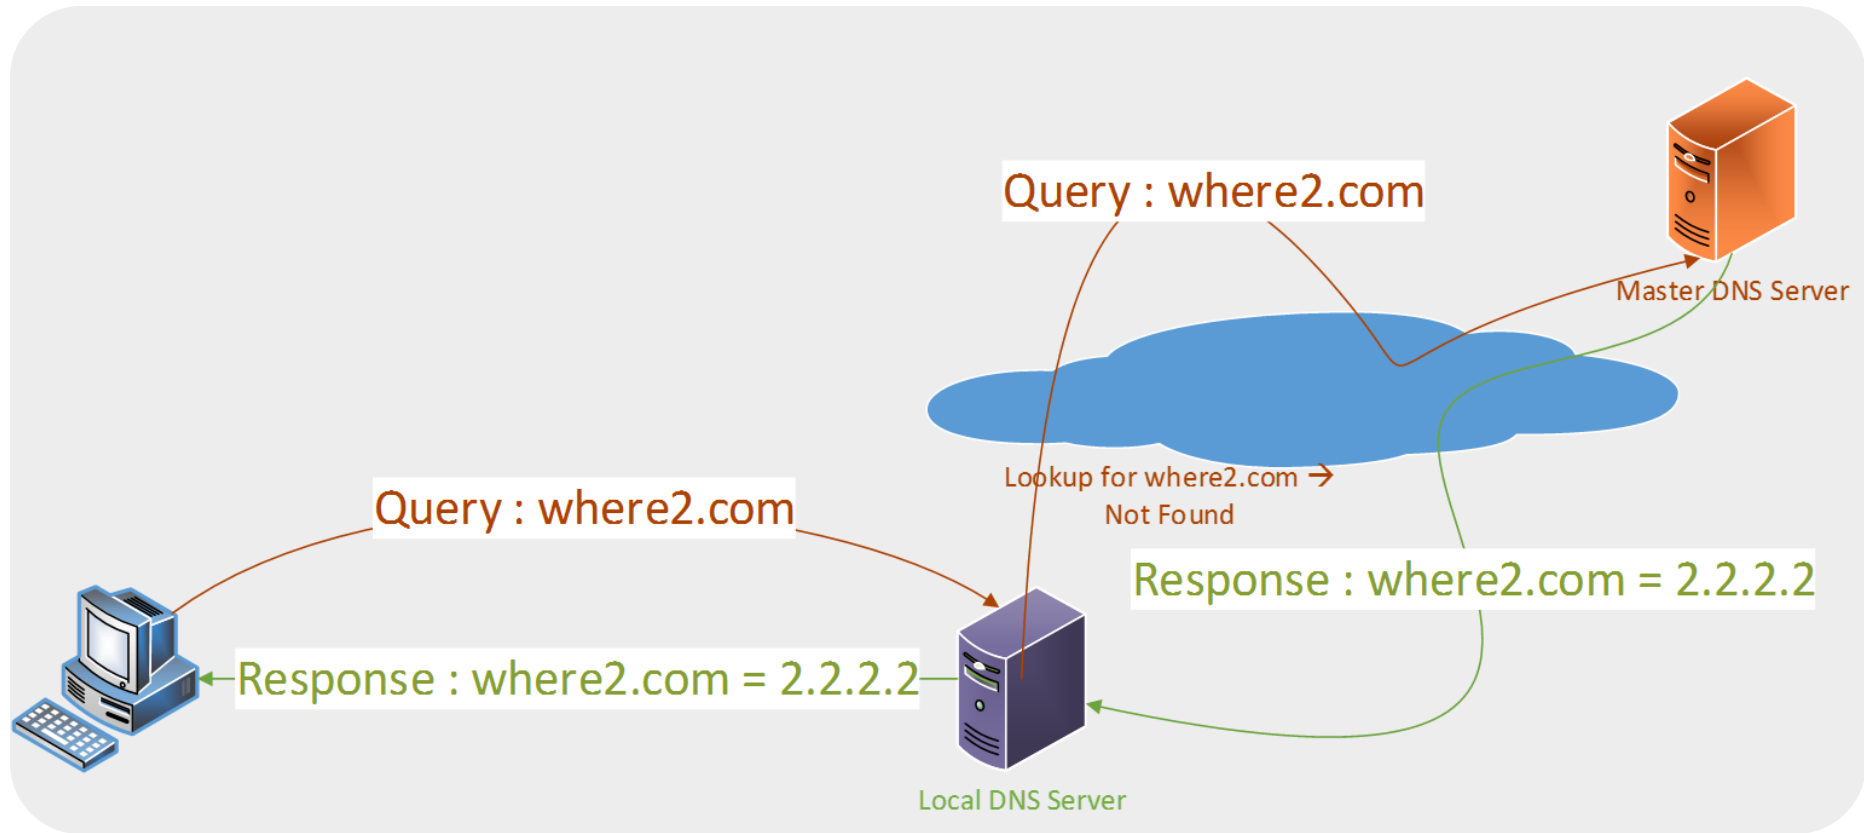 Query : where2.com
Master DNS Server
Lookup for where2.com →
Not Found
Query : where2.com
Response : where2.com = 2.2.2.2
Response : where2.com = 2.2.2.2
Local DNS Server